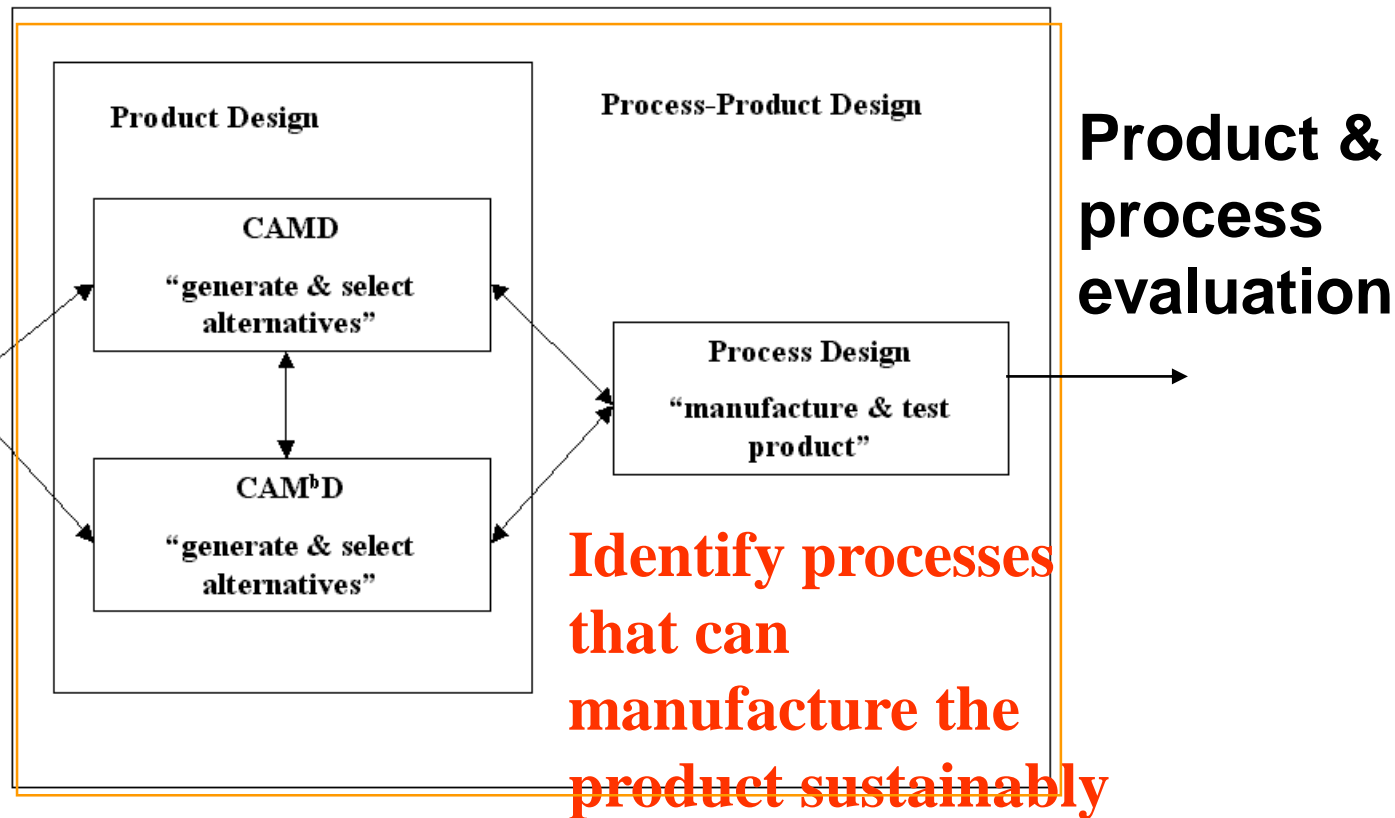 Product Design
Process-Product Design
CAMD
“generate & select
alternatives”
CAMᵇD
“generate & select
alternatives”
Process Design
“manufacture & test
product”
Identify processes
that can
manufacture the
product sustainably
Product &
process
evaluation